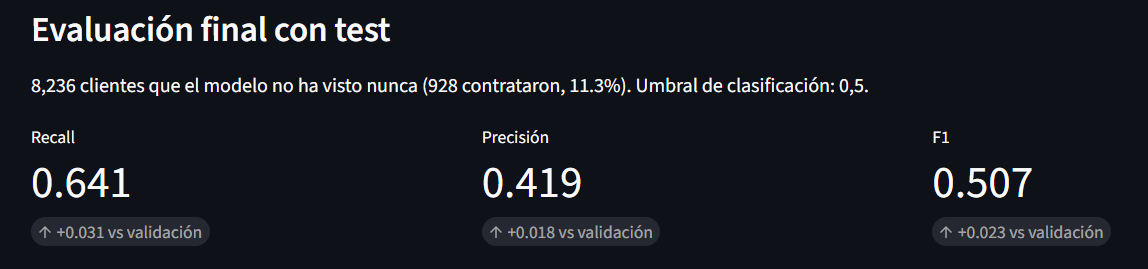 Evaluación final con test
8,236 clientes que el modelo no ha visto nunca (928 contrataron, 11.3%). Umbral de clasificación: 0,5.
Recall
0.641
↑ +0.031 vs validación
Precisión
0.419
↑ +0.018 vs validación
F1
0.507
↑ +0.023 vs validación